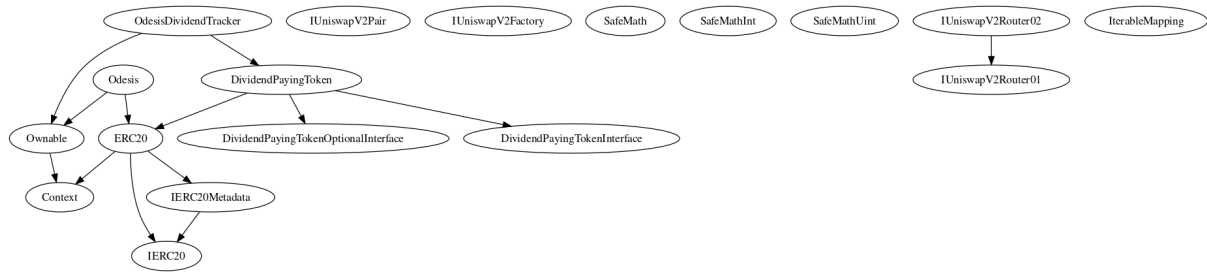 OdesisDividendTracker IUniswapV2Pair IUniswapV2Factory SafeMath SafeMathInt SafeMathUint IUniswapV2Router02 IterableMapping
Odesis DividendPayingToken IUniswapV2Router01
Ownable ERC20 DividendPayingTokenOptionalInterface DividendPayingTokenInterface
Context IERC20Metadata
IERC20